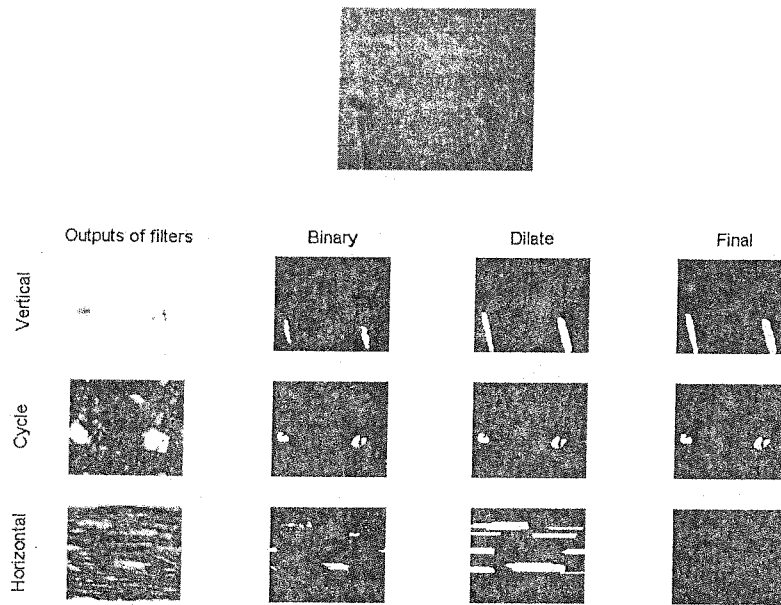 Outputs of filters
Binary
Dilate
Final
Vertical
Cycle
Horizontal